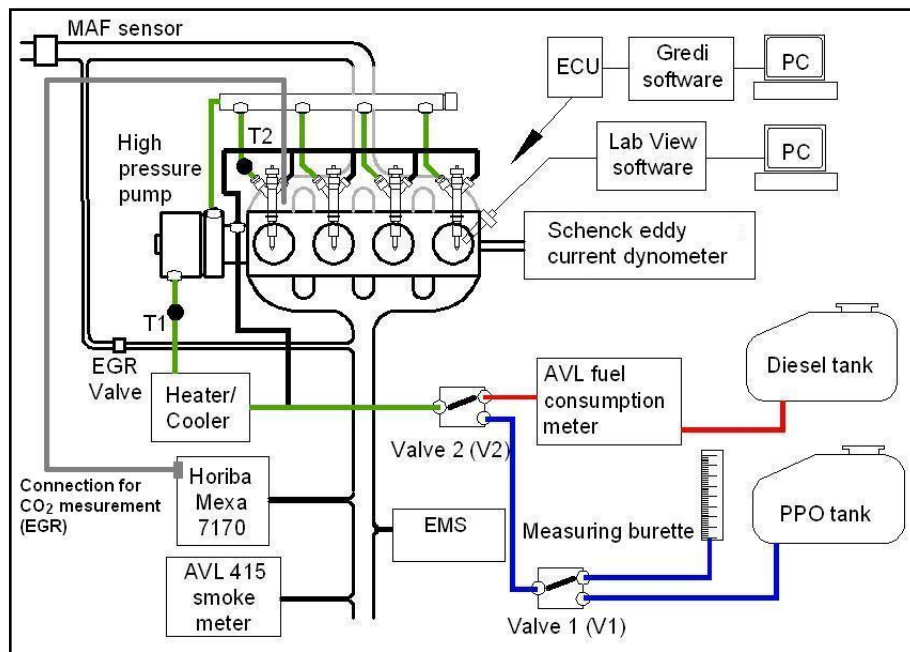 MAF sensor
ECU
Gredi
software
PC
T2
High
pressure
pump
Lab View
software
PC
Schenck eddy
current dynometer
T1
EGR
Valve
Heater/
Cooler
AVL fuel
consumption
meter
Diesel tank
Valve 2 (V2)
Connection for
CO2 mesurement
(EGR)
Horiba
Mexa
7170
EMS
Measuring burette
PPO tank
AVL 415
smoke
meter
Valve 1 (V1)